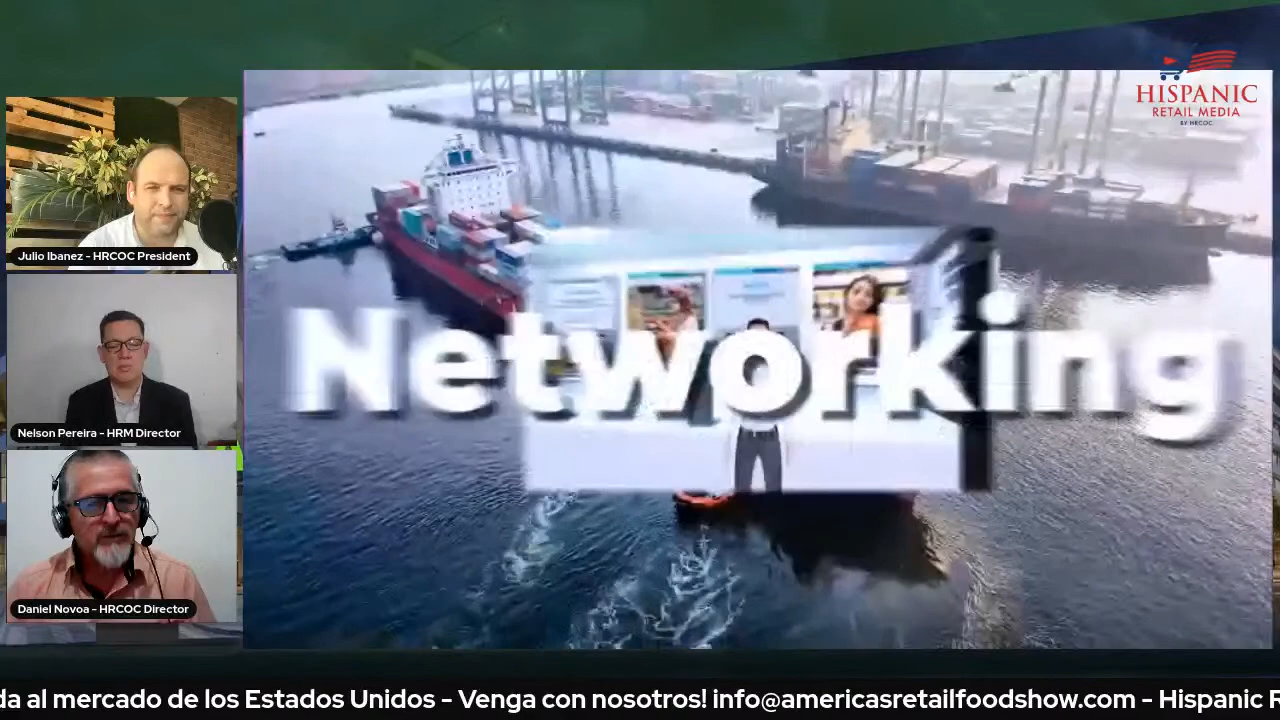 HISPANIC
RETAIL MEDIA
BY HRCOC
Julio Ibanez - HRCOC President
Networking
Nelson Pereira - HRM Director
Daniel Novoa - HRCOC Director
da al mercado de los Estados Unidos - Venga con nosotros! info@americasretailfoodshow.com - Hispanic